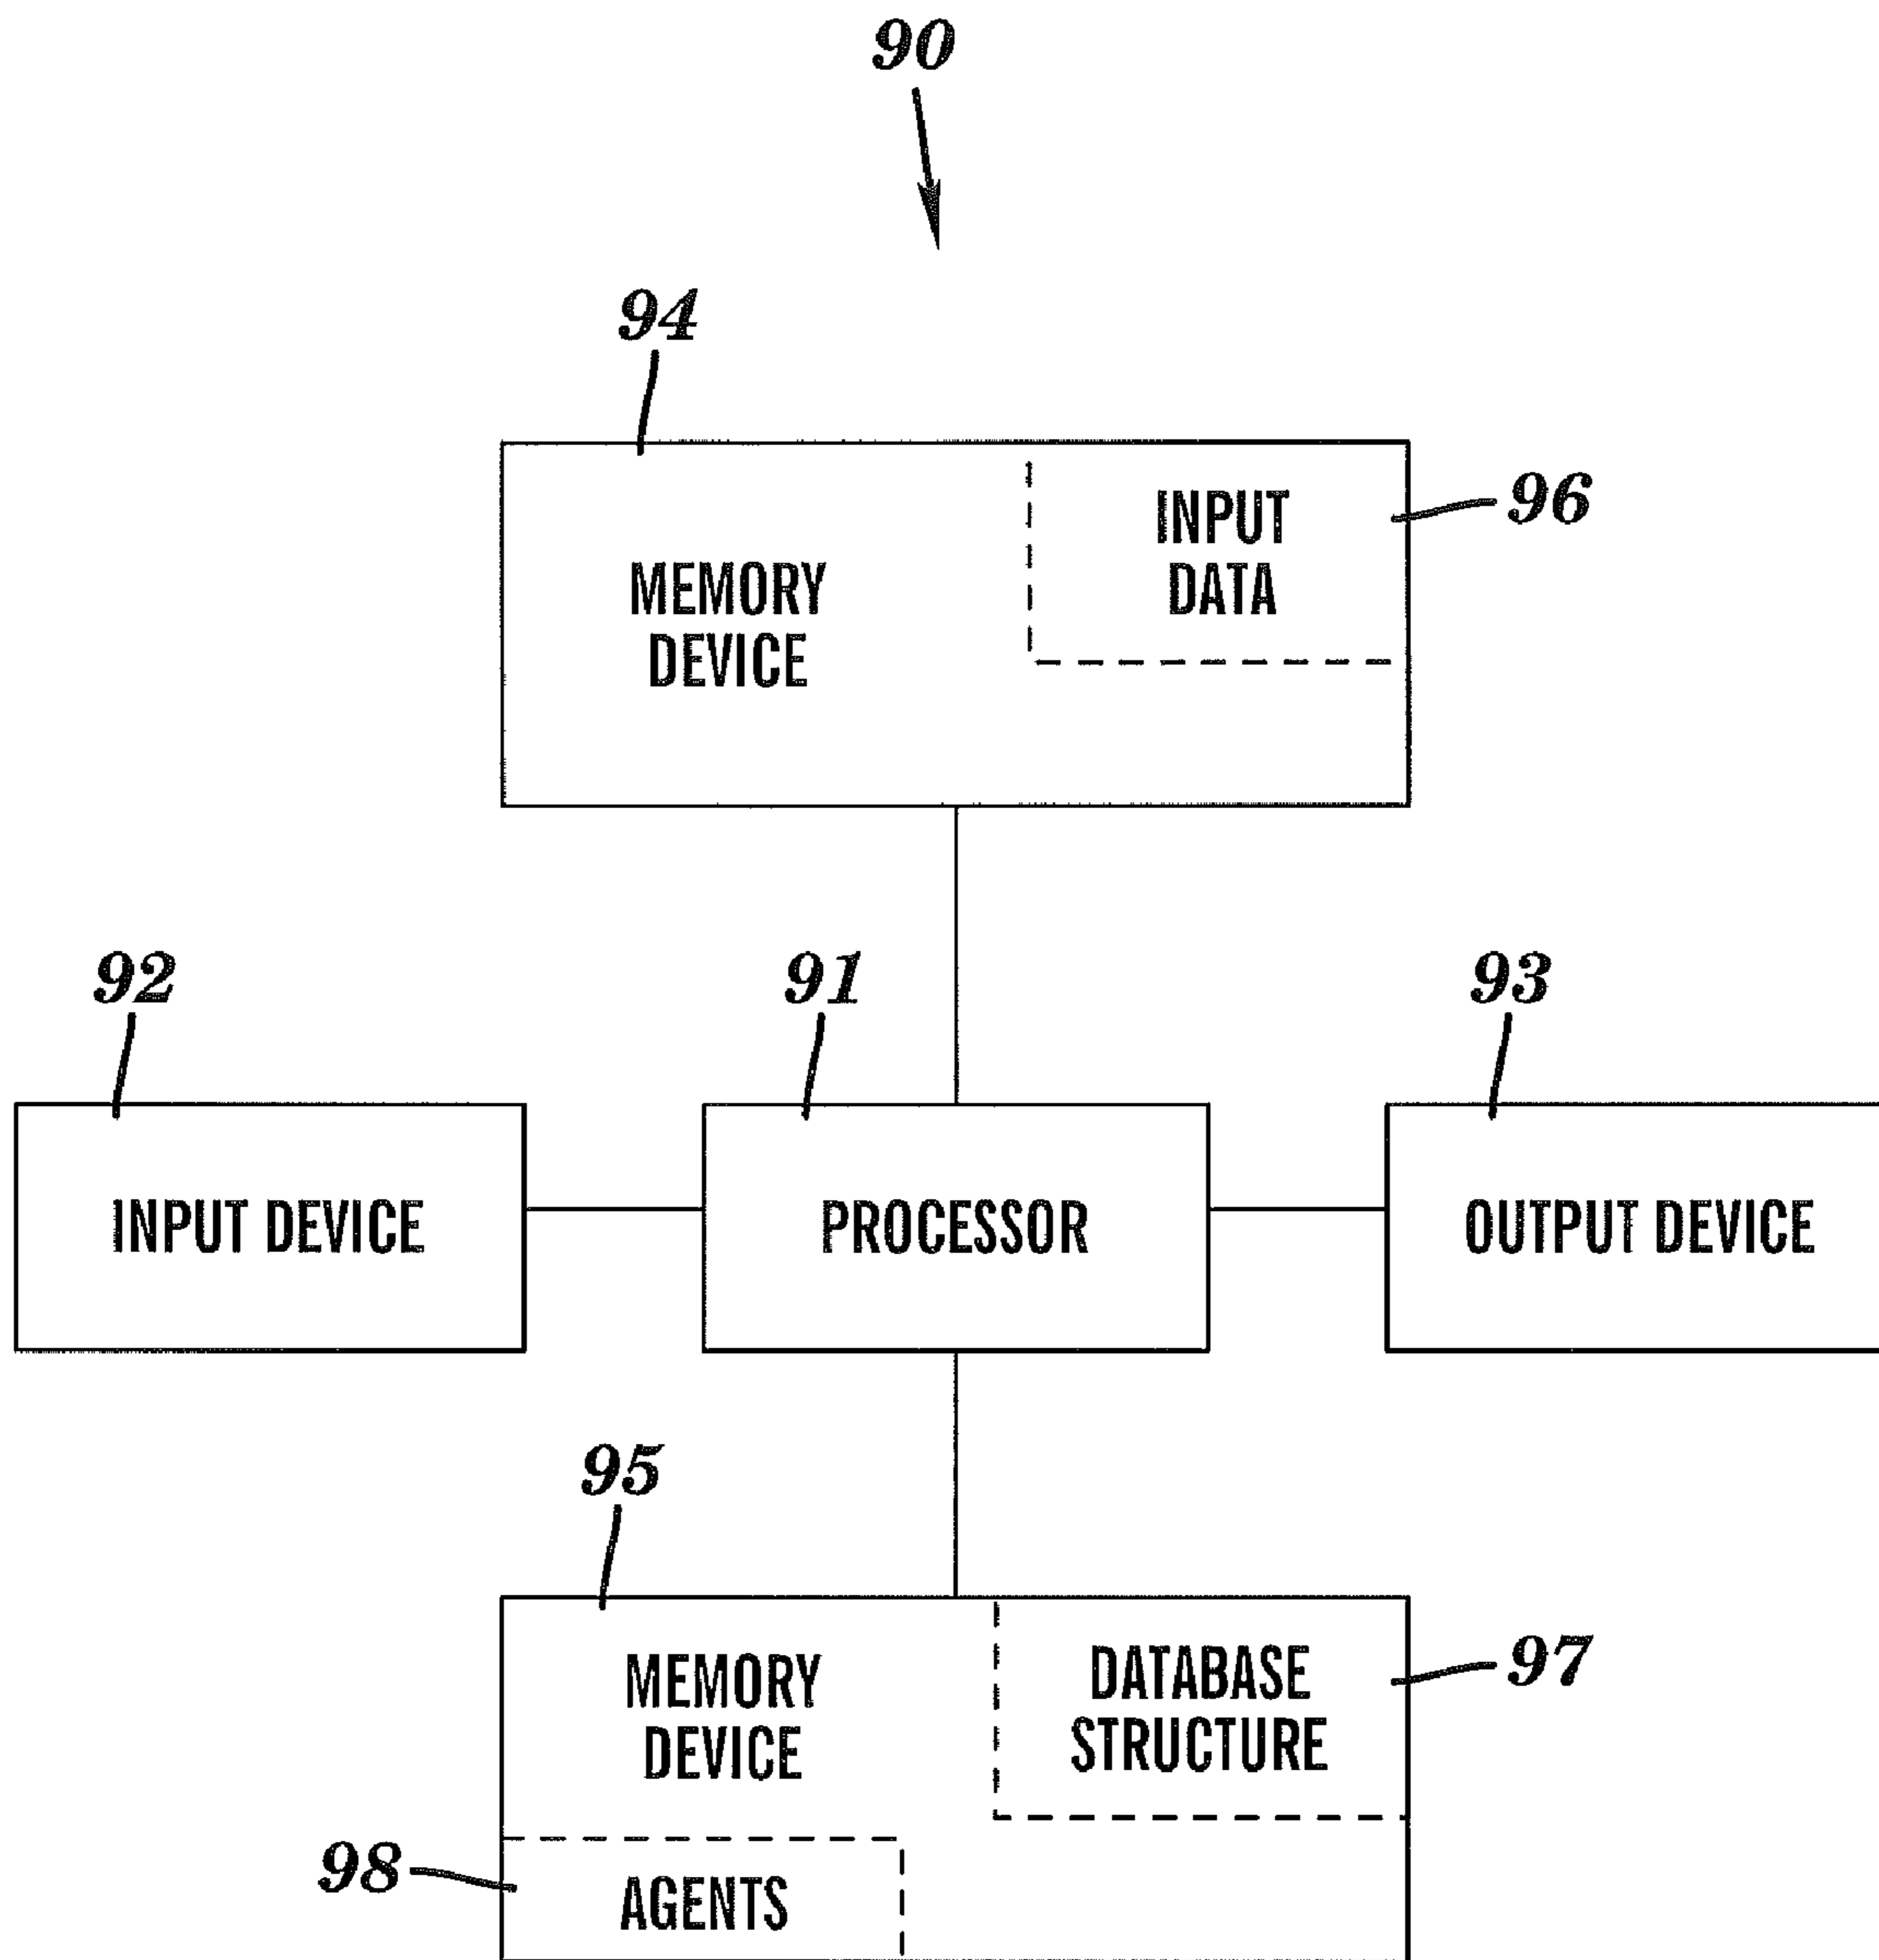 90
94
INPUT
DATA
96
MEMORY
DEVICE
92
91
93
INPUT DEVICE
PROCESSOR
OUTPUT DEVICE
95
MEMORY
DEVICE
DATABASE
STRUCTURE
97
98
AGENTS